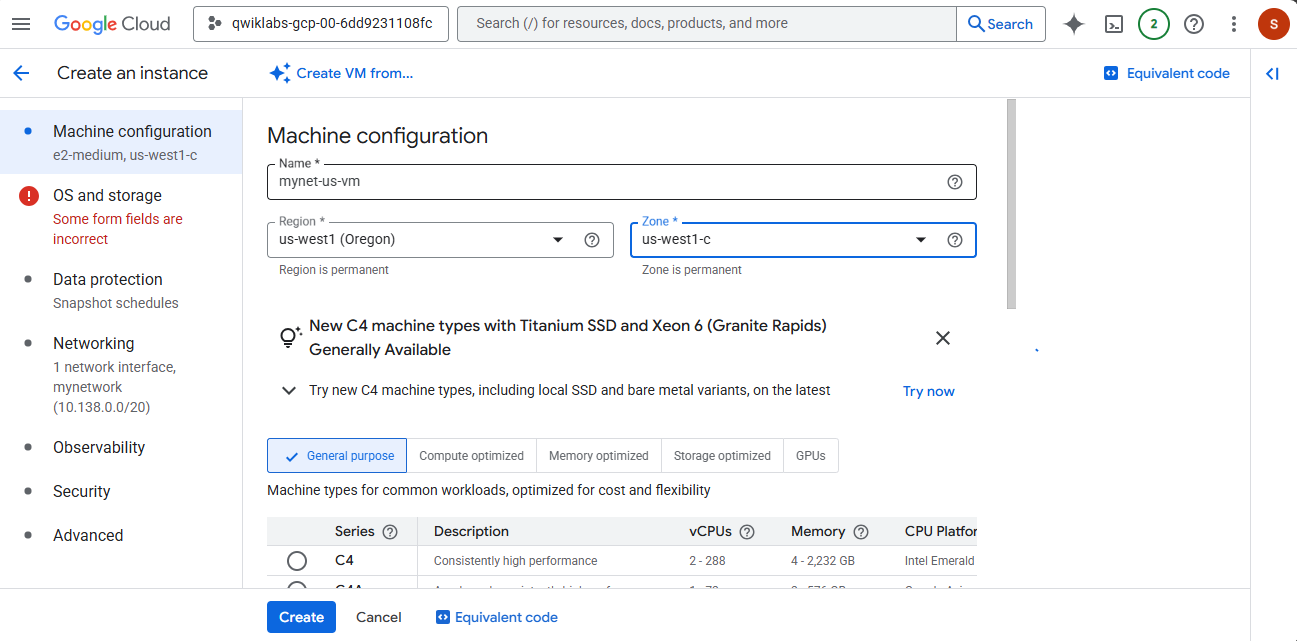 Google Cloud
qwiklabs-gcp-00-6dd9231108fc
Search (/) for resources, docs, products, and more
Search
2
S
Create an instance
Create VM from...
Equivalent code
Machine configuration
e2-medium, us-west1-c
OS and storage
Some form fields are
incorrect
Data protection
Snapshot schedules
Networking
1 network interface,
mynetwork
(10.138.0.0/20)
Observability
Security
Advanced
Machine configuration
Name *
mynet-us-vm
Region *
us-west1 (Oregon)
Region is permanent
Zone *
us-west1-c
Zone is permanent
New C4 machine types with Titanium SSD and Xeon 6 (Granite Rapids)
Generally Available
Try new C4 machine types, including local SSD and bare metal variants, on the latest
Try now
General purpose
Compute optimized
Memory optimized
Storage optimized
GPUs
Machine types for common workloads, optimized for cost and flexibility
Series
Description
vCPUs
Memory
CPU Platfor
C4
Consistently high performance
2 - 288
4 - 2,232 GB
Intel Emerald
Create
Cancel
Equivalent code